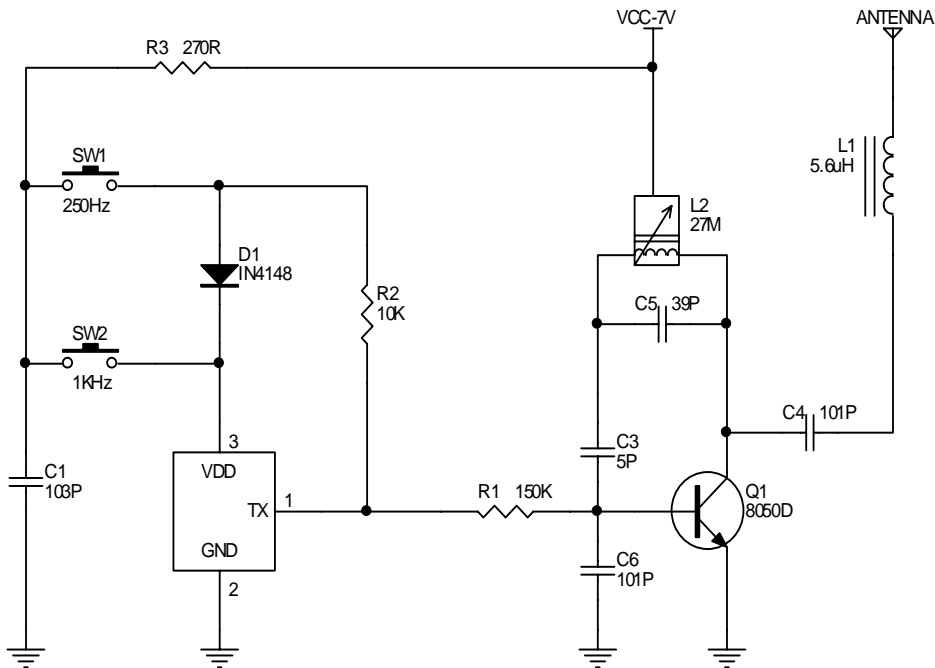 VCC-7V
ANTENNA
R3 270R
L1
5.6uH
SW1
250Hz
L2
27M
D1
IN4148
R2
10K
C5 39P
SW2
1KHz
C4 101P
C3
5P
3
VDD
C1
103P
TX
1
R1 150K
Q1
8050D
GND
2
C6
101P